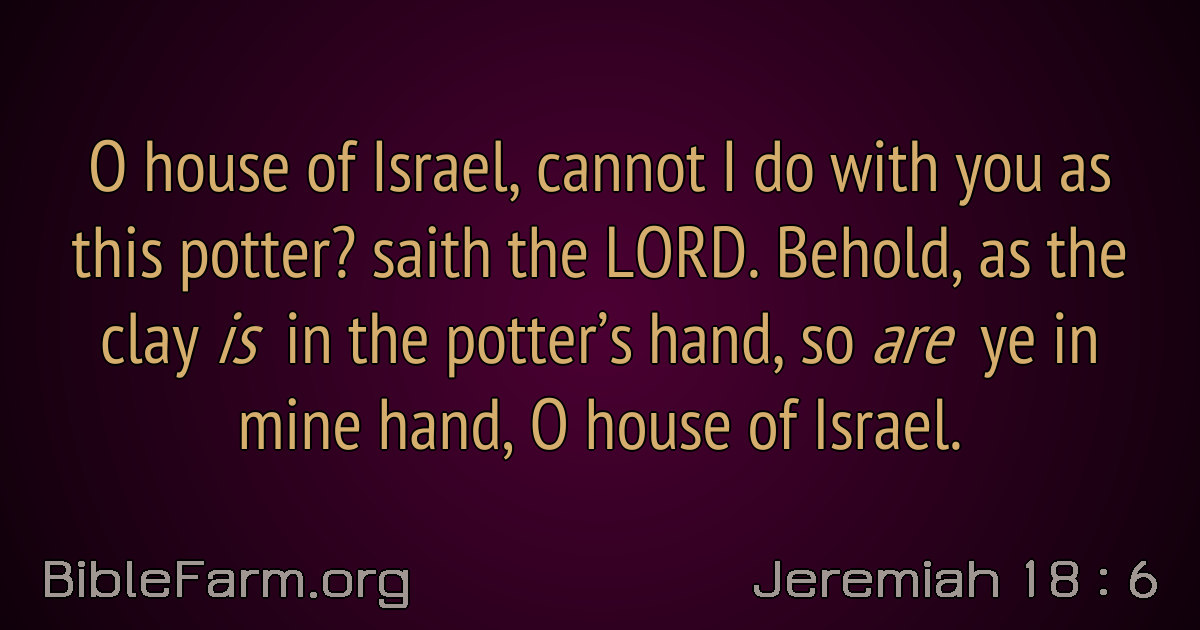 O house of Israel, cannot I do with you as
this potter? saith the LORD. Behold, as the
clay is in the potter’s hand, so are ye in
mine hand, O house of Israel.
BibleFarm.org
Jeremiah 18 : 6